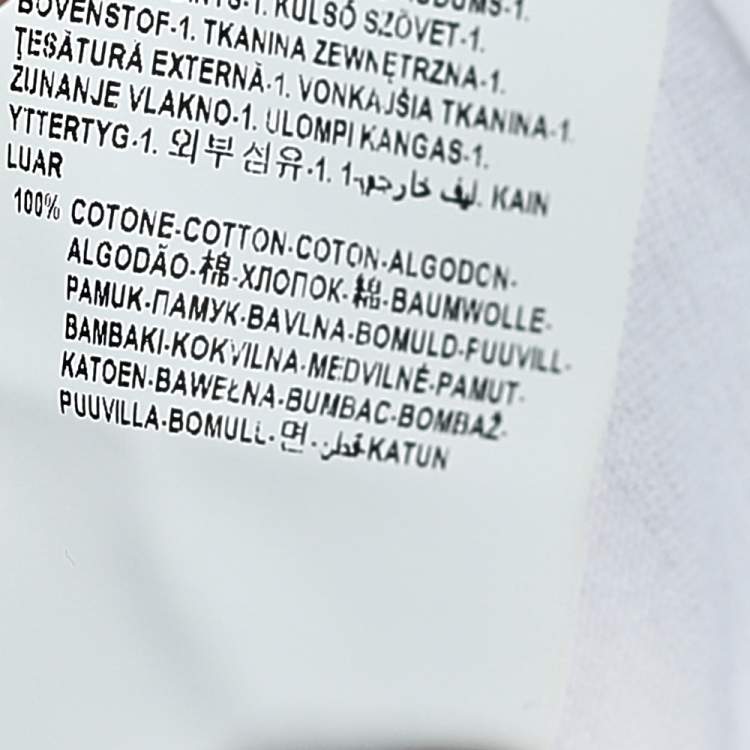 KÜLSŐ SZÖVET-1.
BOVENSTOF-1. TKANINA ZEWNĘTRZNA-1.
ȚESĂTURĂ EXTERNĂ-1. VONKAJŠIA TKANINA-1.
ZUNANJE VLAKNO-1. ULOMPI KANGAS-1.
YTTERTYG-1. 외부 섬유-1. ليف خارجي-1. KAIN
LUAR
100% COTONE-COTTON-COTON-ALGODON-
ALGODÃO-棉-ХЛОПОК-綿-BAUMWOLLE-
PAMUK-ПАМУК-BAVLNA-BOMULD-PUUVILL-
BAMBAKI-KOKVILNA-MEDVILNĖ-PAMUT-
KATOEN-BAWEŁNA-BUMBAC-BOMBAŽ-
PUUVILLA-BOMULL-면-قطن-KATUN